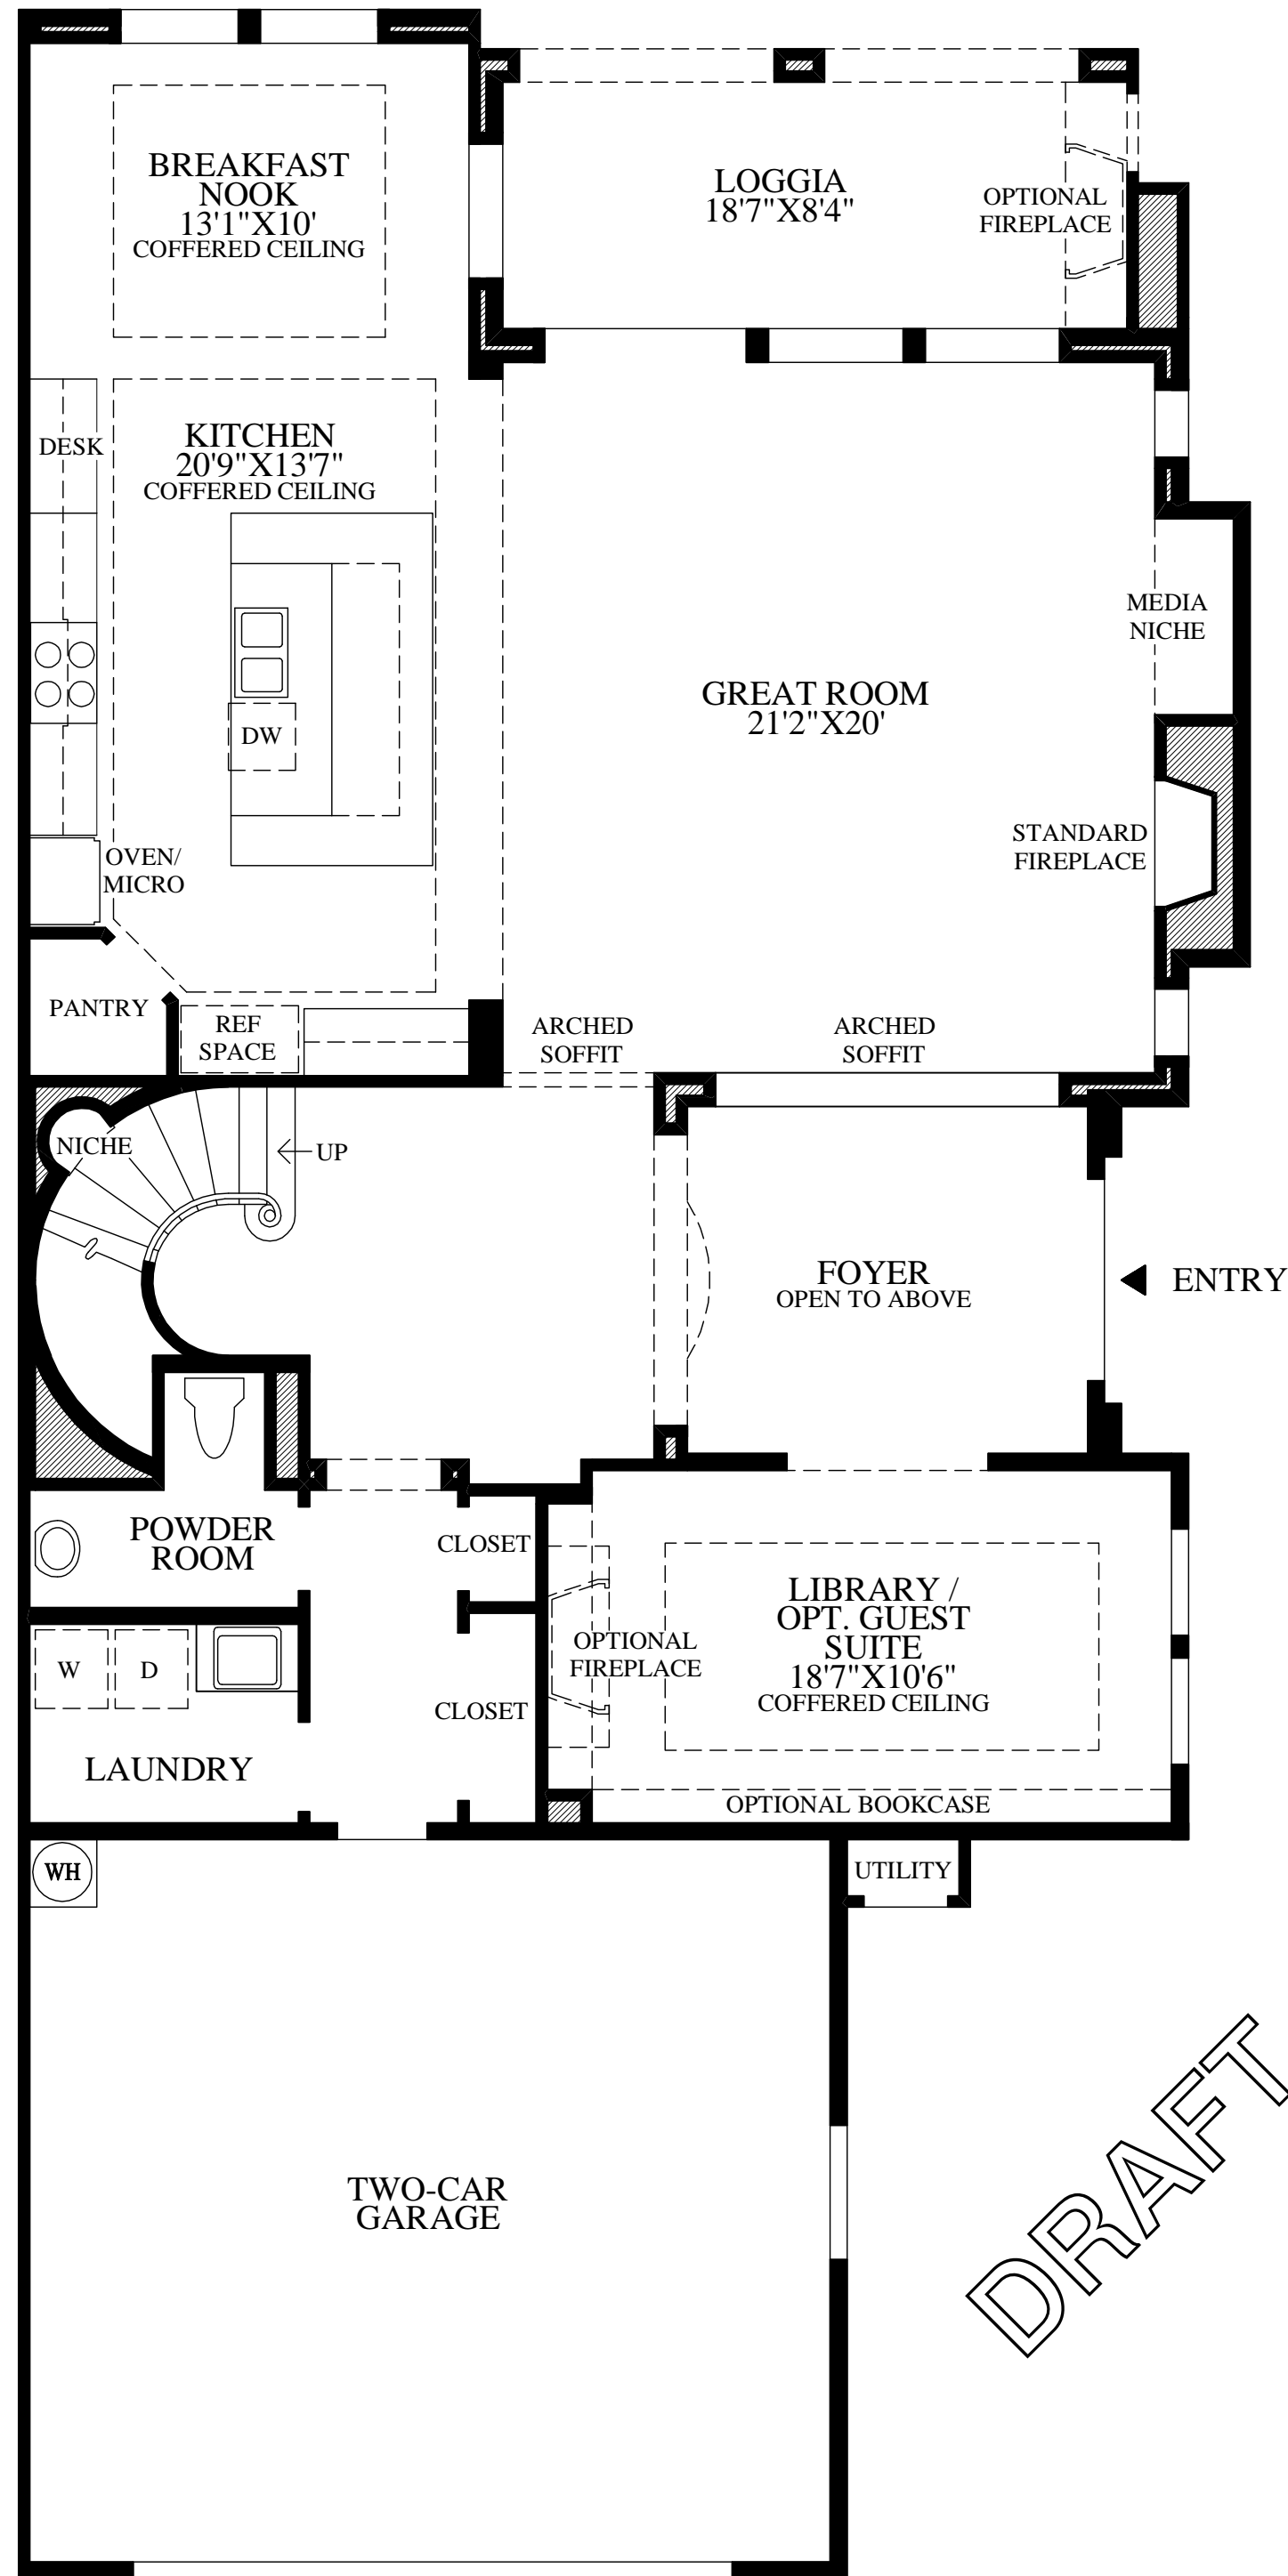 BREAKFAST
NOOK
13'1"X10'
COFFERED CEILING
LOGGIA
18'7"X8'4"
OPTIONAL
FIREPLACE
DESK
KITCHEN
20'9"X13'7"
COFFERED CEILING
MEDIA
NICHE
GREAT ROOM
21'2"X20'
DW
STANDARD
FIREPLACE
OVEN/
MICRO
PANTRY
REF
SPACE
ARCHED
SOFFIT
ARCHED
SOFFIT
NICHE
UP
FOYER
OPEN TO ABOVE
ENTRY
POWDER
ROOM
CLOSET
LIBRARY /
OPT. GUEST
SUITE
18'7"X10'6"
COFFERED CEILING
OPTIONAL
FIREPLACE
W
D
CLOSET
LAUNDRY
OPTIONAL BOOKCASE
WH
UTILITY
TWO-CAR
GARAGE
DRAFT